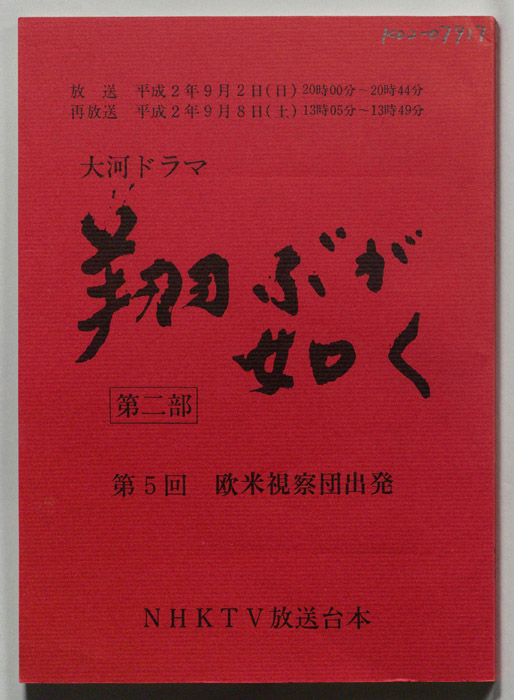 放送 平成2年9月2日(日) 20時00分~20時44分
再放送 平成2年9月8日(土) 13時05分~13時49分
大河ドラマ
翔ぶが
如く
第二部
第5回 欧米視察団出発
NHKTV放送台本